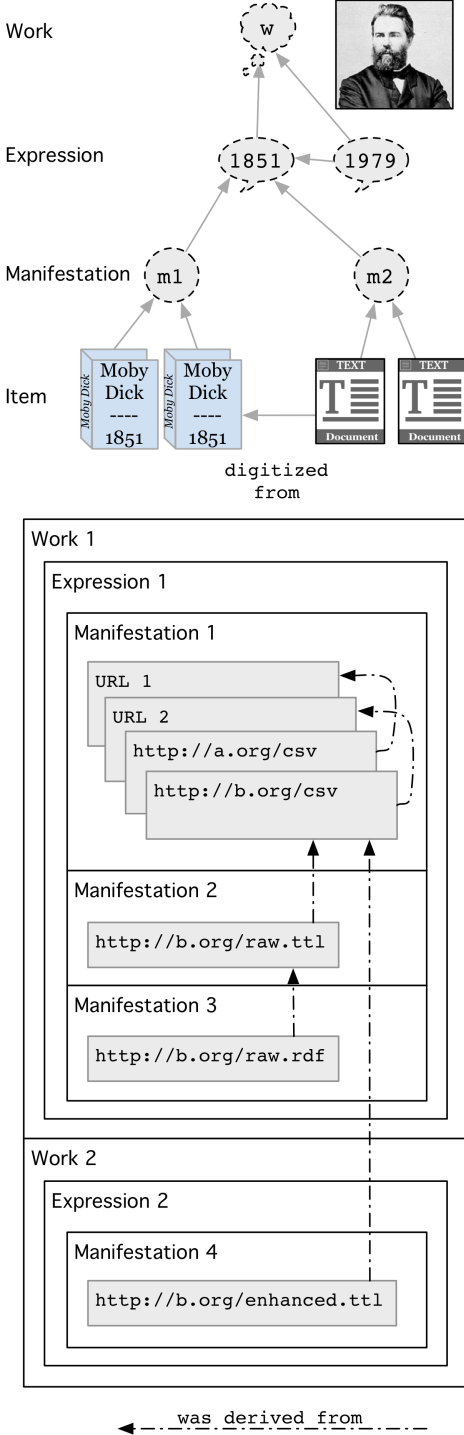 Work
w
Expression
1851
1979
Manifestation
m1
m2
Item
Moby Dick
Moby
Dick
----
1851
Moby Dick
Moby
Dick
----
1851
TEXT
T
Document
TEXT
T
Document
digitized
from
Work 1
Expression 1
Manifestation 1
URL 1
URL 2
http://a.org/csv
http://b.org/csv
Manifestation 2
http://b.org/raw.ttl
Manifestation 3
http://b.org/raw.rdf
Work 2
Expression 2
Manifestation 4
http://b.org/enhanced.ttl
was derived from